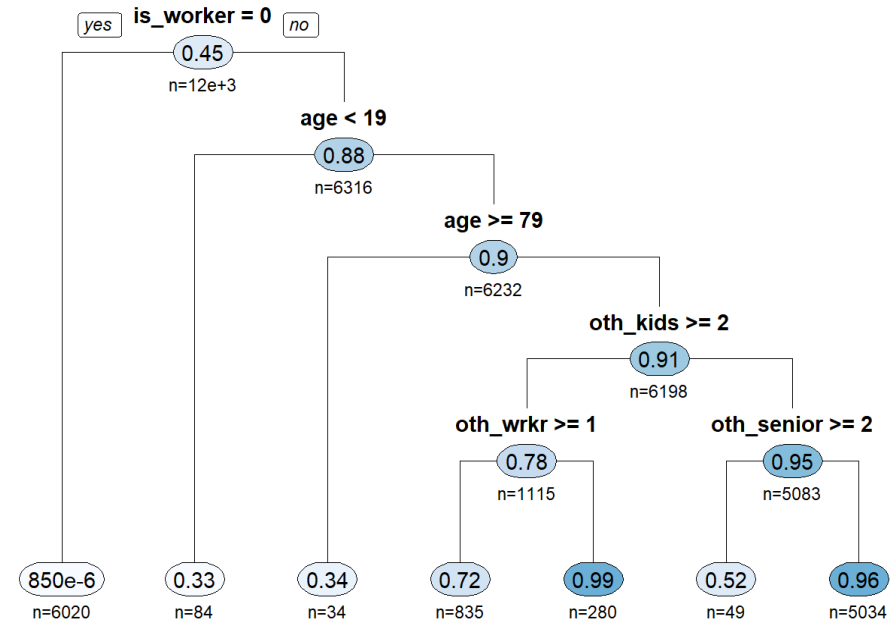 yes is_worker = 0 no
0.45
n=12e+3
age < 19
0.88
n=6316
age >= 79
0.9
n=6232
oth_kids >= 2
0.91
n=6198
oth_wrkr >= 1 oth_senior >= 2
0.78 0.95
n=1115 n=5083
850e-6 0.33 0.34 0.72 0.99 0.52 0.96
n=6020 n=84 n=34 n=835 n=280 n=49 n=5034